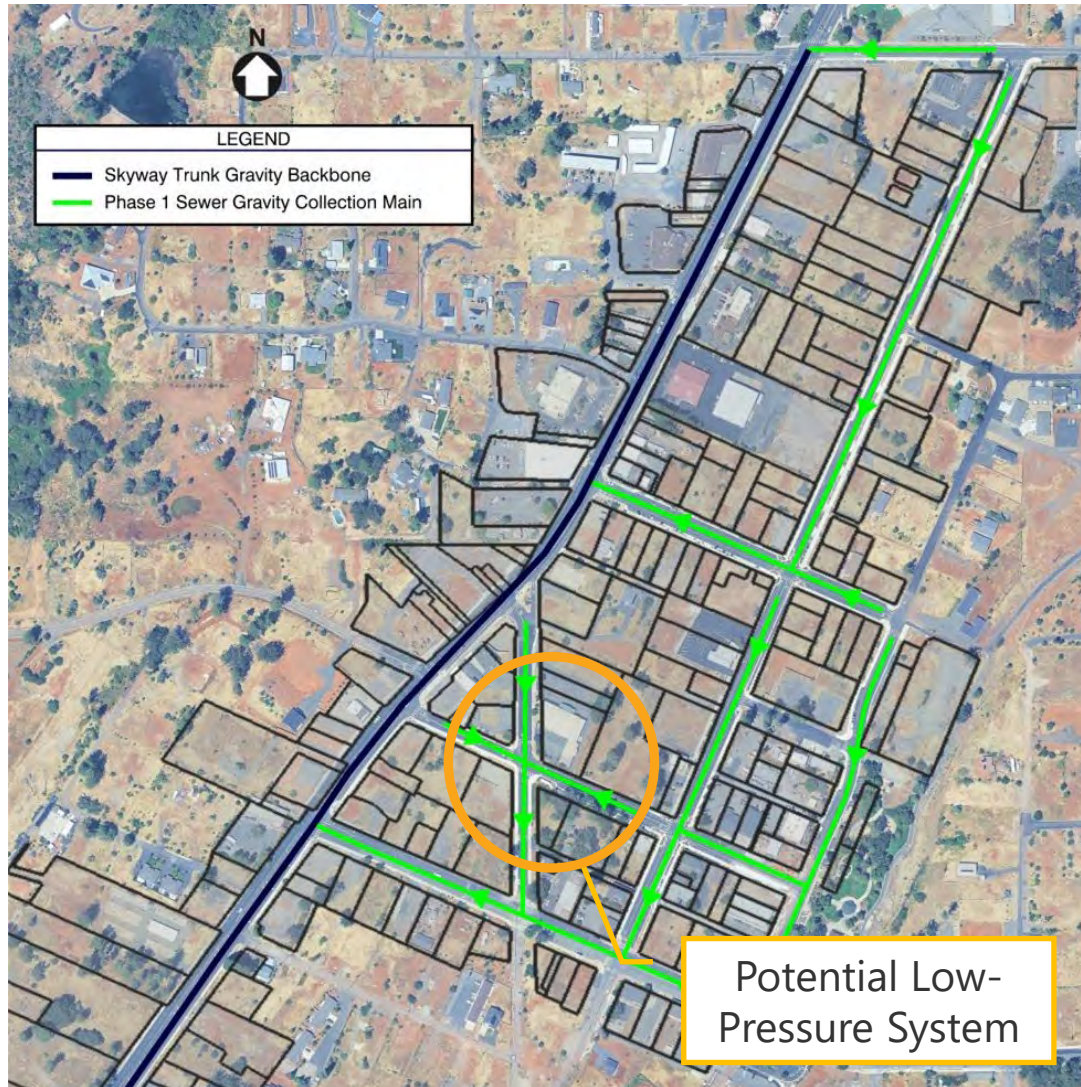 N
LEGEND
Skyway Trunk Gravity Backbone
Phase 1 Sewer Gravity Collection Main
Potential Low-
Pressure System